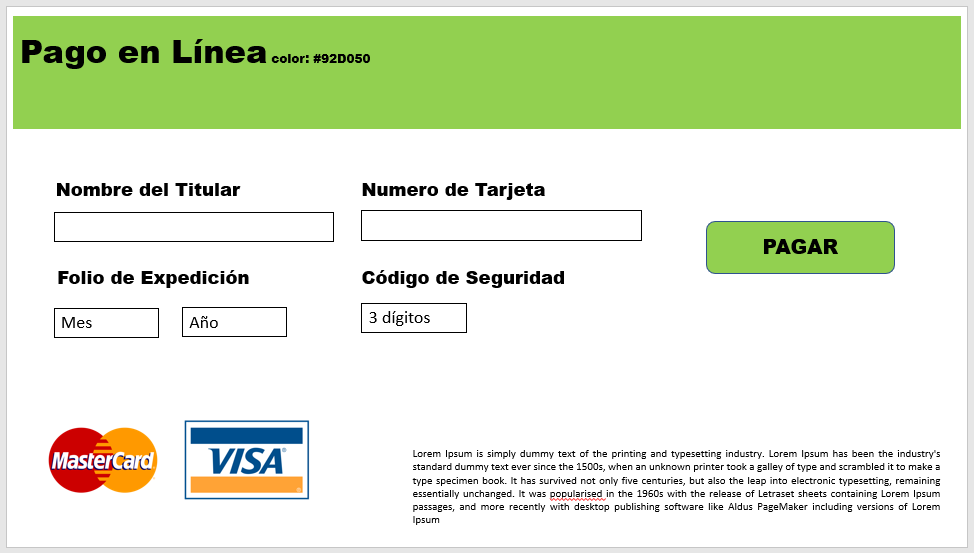 Pago en Línea color: #92D050
Nombre del Titular
Numero de Tarjeta
PAGAR
Folio de Expedición
Código de Seguridad
Mes
Año
3 dígitos
MasterCard
VISA
Lorem Ipsum is simply dummy text of the printing and typesetting industry. Lorem Ipsum has been the industry's
standard dummy text ever since the 1500s, when an unknown printer took a galley of type and scrambled it to make a
type specimen book. It has survived not only five centuries, but also the leap into electronic typesetting, remaining
essentially unchanged. It was popularised in the 1960s with the release of Letraset sheets containing Lorem Ipsum
passages, and more recently with desktop publishing software like Aldus PageMaker including versions of Lorem
Ipsum